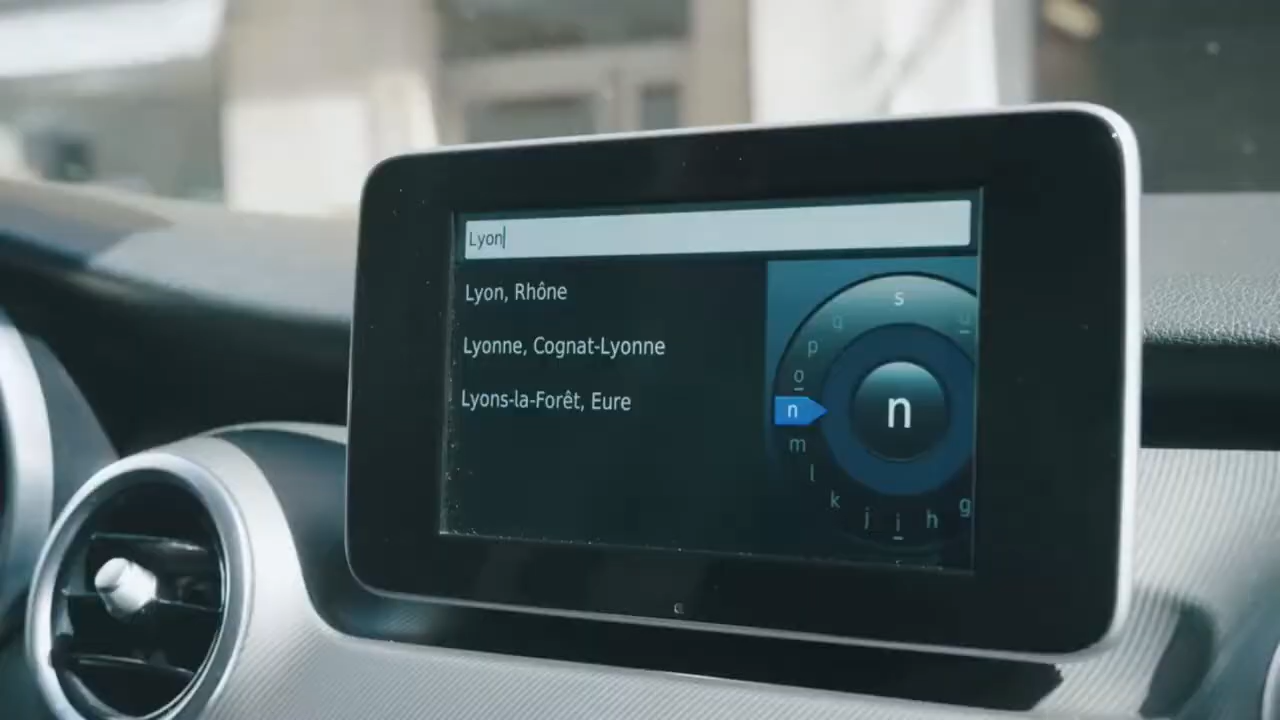 Lyon
Lyon, Rhône
Lyonne, Cognat-Lyonne
Lyons-la-Forêt, Eure
s
q
u
p
o
n
n
m
l
k
j
i
h
g